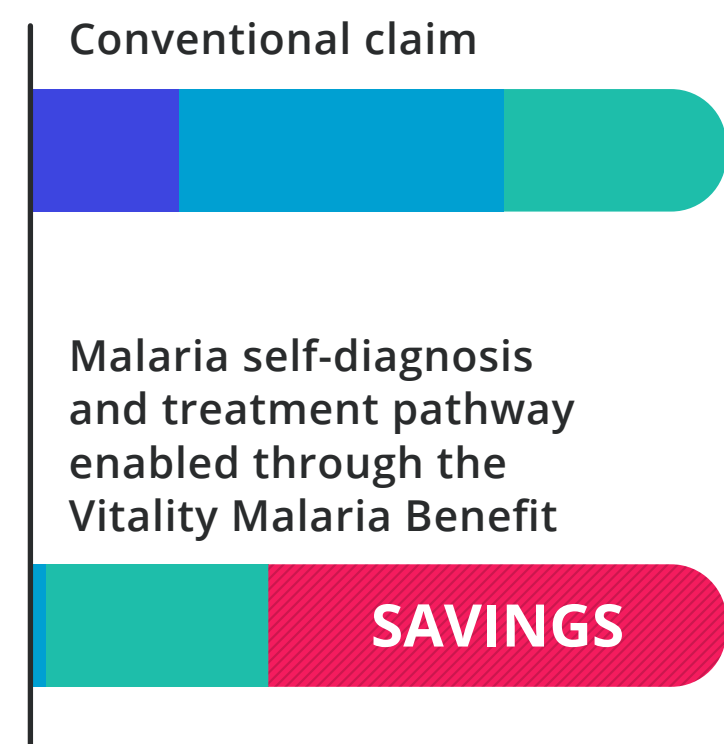 Conventional claim
Malaria self-diagnosis
and treatment pathway
enabled through the
Vitality Malaria Benefit
SAVINGS